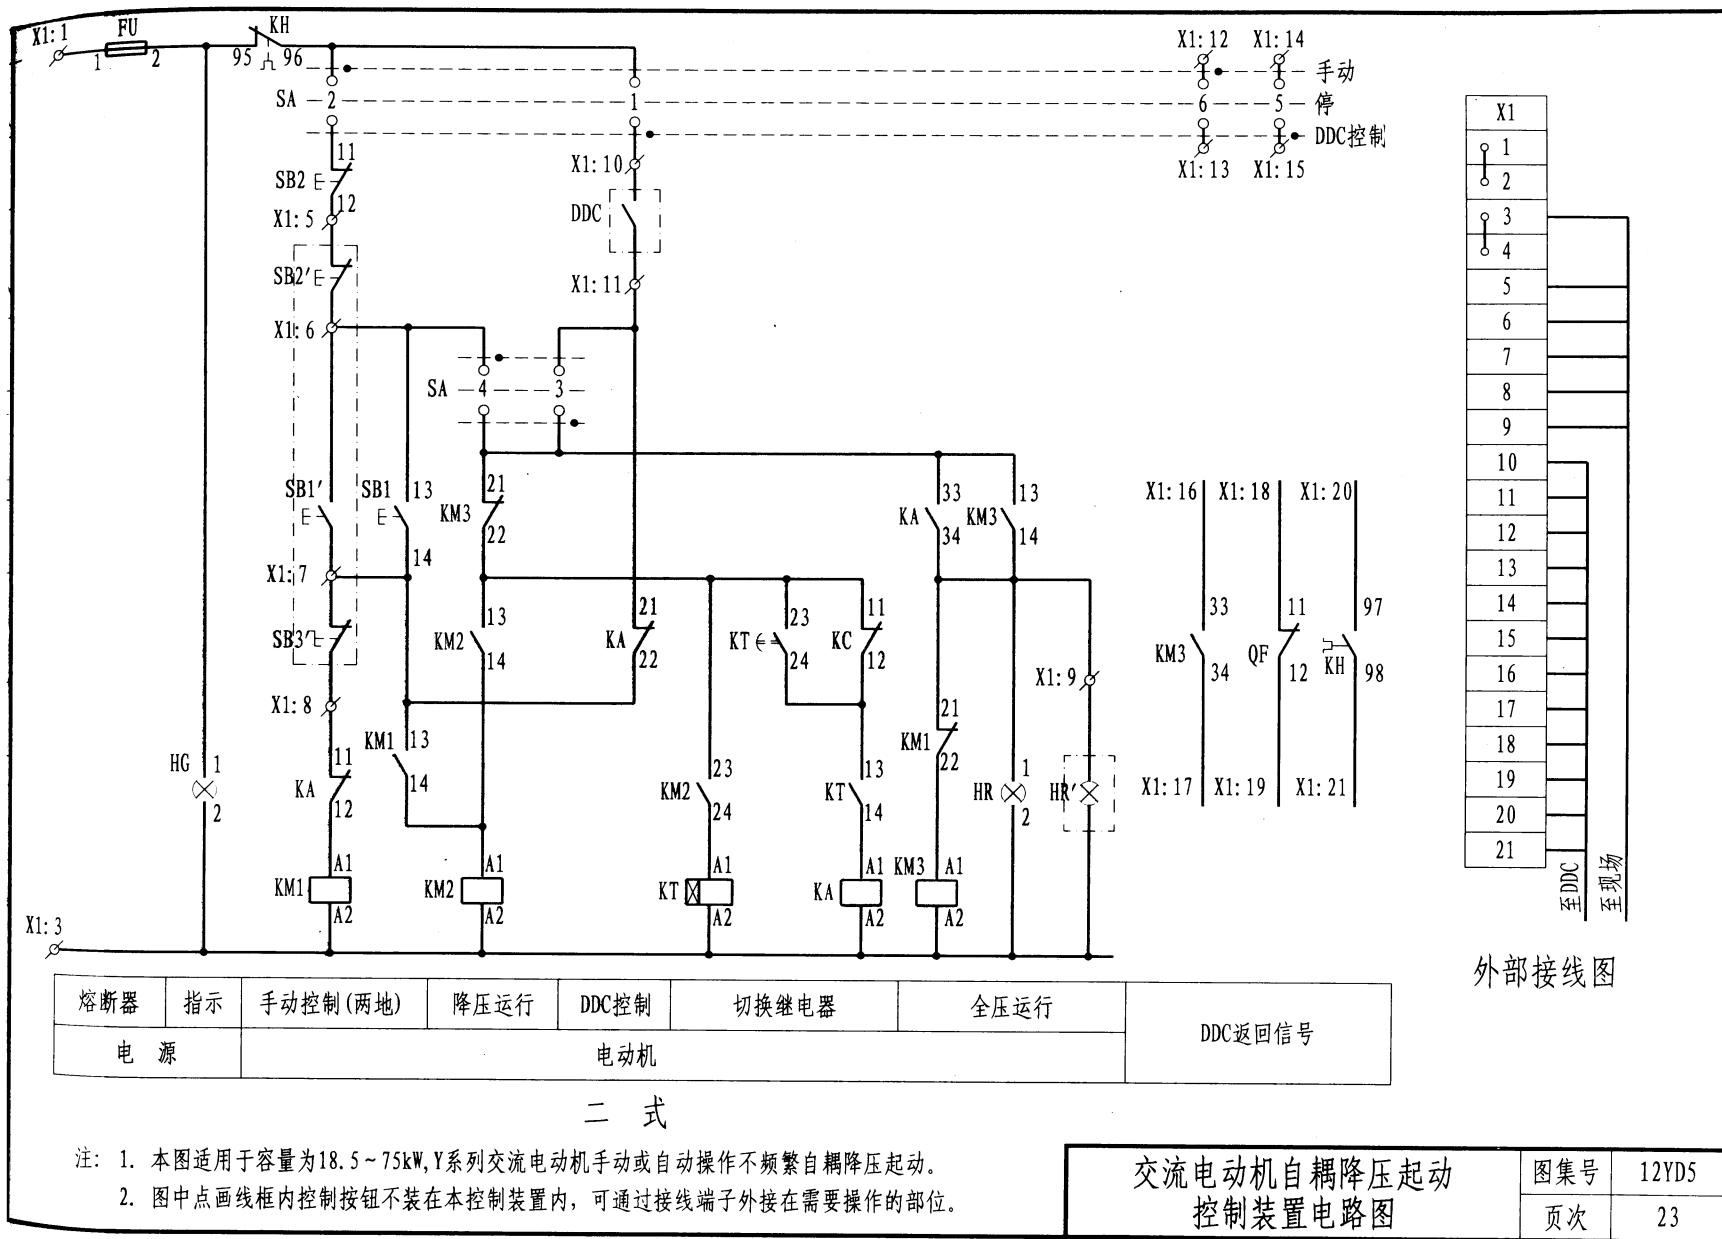 X1:1
FU
1 2
KH
95 96
SA 2 1 6 5
X1:12 X1:14
手动
停
DDC控制
X1:13 X1:15
11
SB2
12
X1:5
SB2′
X1:6
X1:10
DDC
X1:11
SA 4 3
SB1′ SB1 13
14
KM3 21
22
KA 33
34
KM3 13
14
X1:7
SB3′
X1:8
KM2 13
14
KA 21
22
KT 23
24
KC 11
12
X1:9
KM1 13
14
KA 11
12
HG 1
2
KM2 23
24
KT 13
14
KM1 21
22
HR 1
2
HR′
KM1 A1
A2
KM2 A1
A2
KT A1
A2
KA A1
A2
KM3 A1
A2
X1:3
X1:16 X1:18 X1:20
KM3 33
34
QF 11
12
KH 97
98
X1:17 X1:19 X1:21
X1
1
2
3
4
5
6
7
8
9
10
11
12
13
14
15
16
17
18
19
20
21
至DDC
至现场
外部接线图
熔断器 指示 手动控制(两地) 降压运行 DDC控制 切换继电器 全压运行 DDC返回信号
电 源 电动机
二 式
注: 1. 本图适用于容量为18.5~75kW,Y系列交流电动机手动或自动操作不频繁自耦降压起动。
2. 图中点画线框内控制按钮不装在本控制装置内, 可通过接线端子外接在需要操作的部位。
交流电动机自耦降压起动
控制装置电路图
图集号 12YD5
页次 23